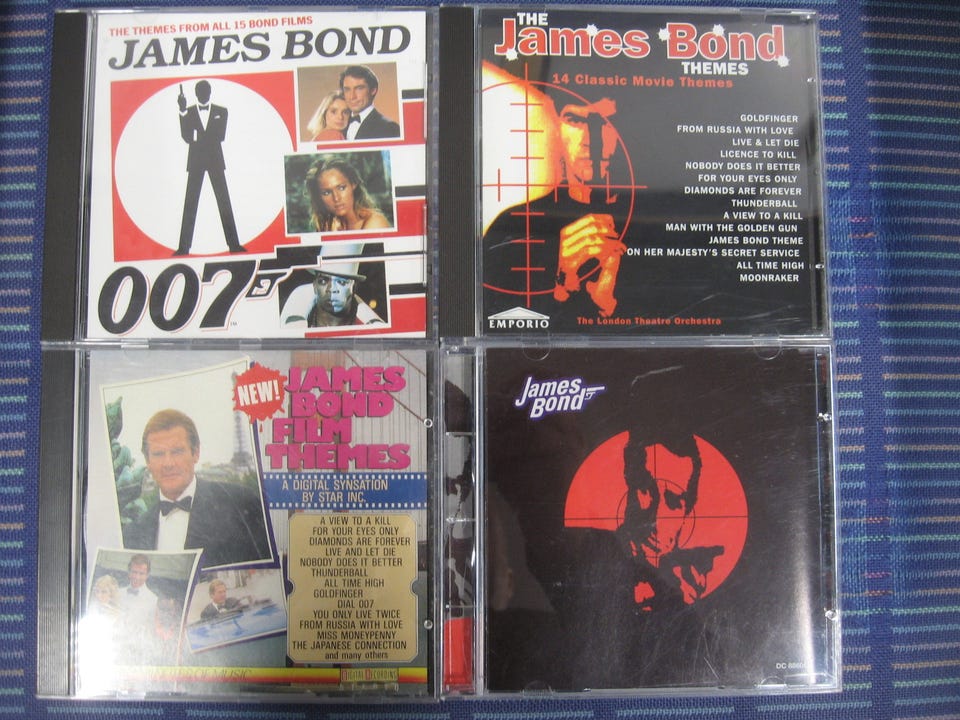 THE THEMES FROM ALL 15 BOND FILMS
JAMES BOND
007
TM
THE
James Bond
THEMES
14 Classic Movie Themes
GOLDFINGER
FROM RUSSIA WITH LOVE
LIVE & LET DIE
LICENCE TO KILL
NOBODY DOES IT BETTER
FOR YOUR EYES ONLY
DIAMONDS ARE FOREVER
THUNDERBALL
A VIEW TO A KILL
MAN WITH THE GOLDEN GUN
JAMES BOND THEME
ON HER MAJESTY'S SECRET SERVICE
ALL TIME HIGH
MOONRAKER
EMPORIO
The London Theatre Orchestra
NEW!
JAMES
BOND
FILM
THEMES
A DIGITAL SYNSATION
BY STAR INC.
A VIEW TO A KILL
FOR YOUR EYES ONLY
DIAMONDS ARE FOREVER
LIVE AND LET DIE
NOBODY DOES IT BETTER
THUNDERBALL
ALL TIME HIGH
GOLDFINGER
DIAL 007
YOU ONLY LIVE TWICE
FROM RUSSIA WITH LOVE
MISS MONEYPENNY
THE JAPANESE CONNECTION
and many others
OF MUSIC
DIGITAL RECORDING
James
Bond
DC